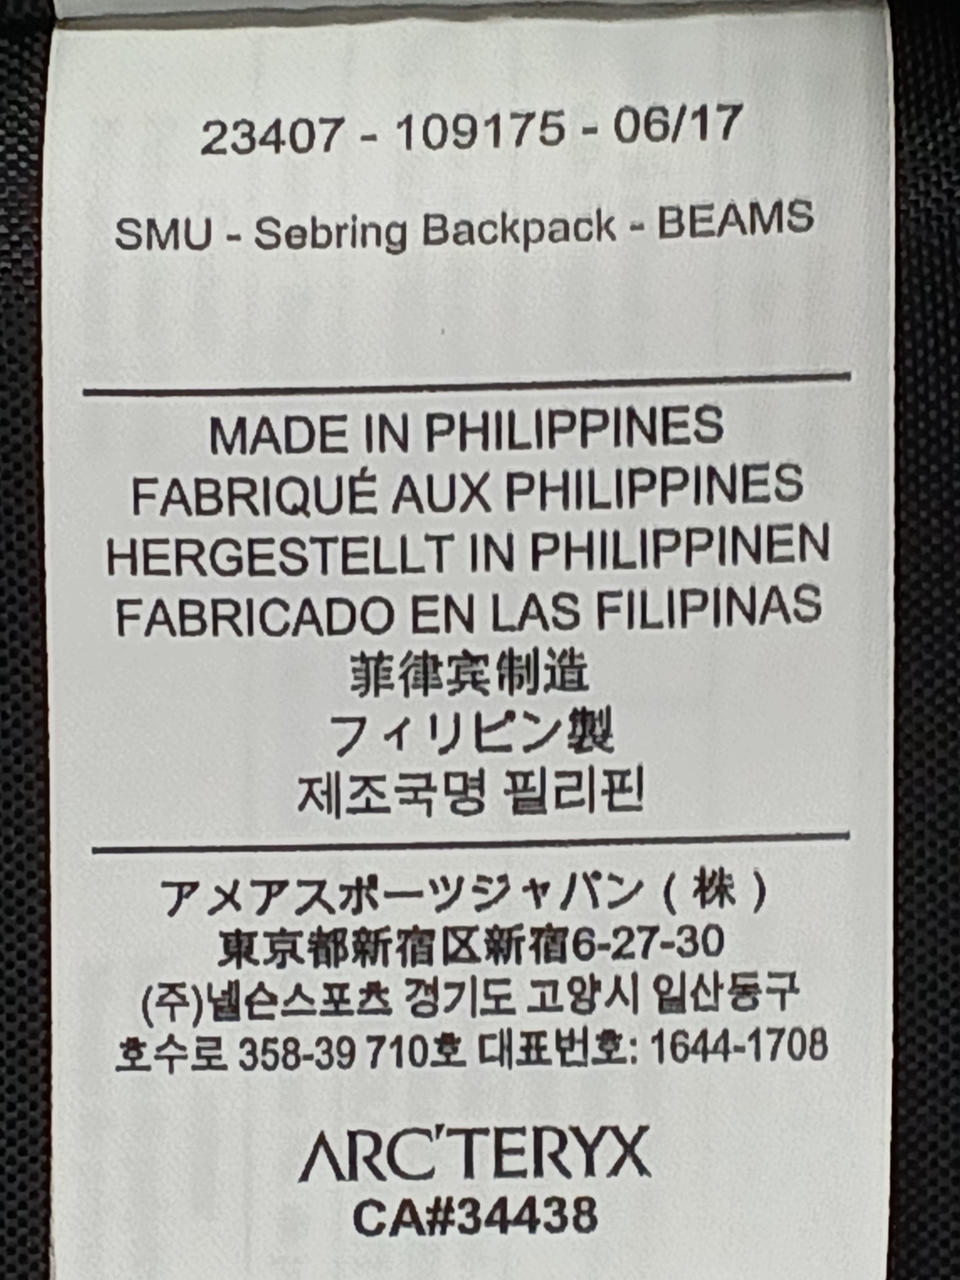 23407 - 109175 - 06/17
SMU - Sebring Backpack - BEAMS
MADE IN PHILIPPINES
FABRIQUÉ AUX PHILIPPINES
HERGESTELLT IN PHILIPPINEN
FABRICADO EN LAS FILIPINAS
菲律宾制造
フィリピン製
제조국명 필리핀
アメアスポーツジャパン ( 株 )
東京都新宿区新宿6-27-30
(주)넬슨스포츠 경기도 고양시 일산동구
호수로 358-39 710호 대표번호: 1644-1708
ARC'TERYX
CA#34438